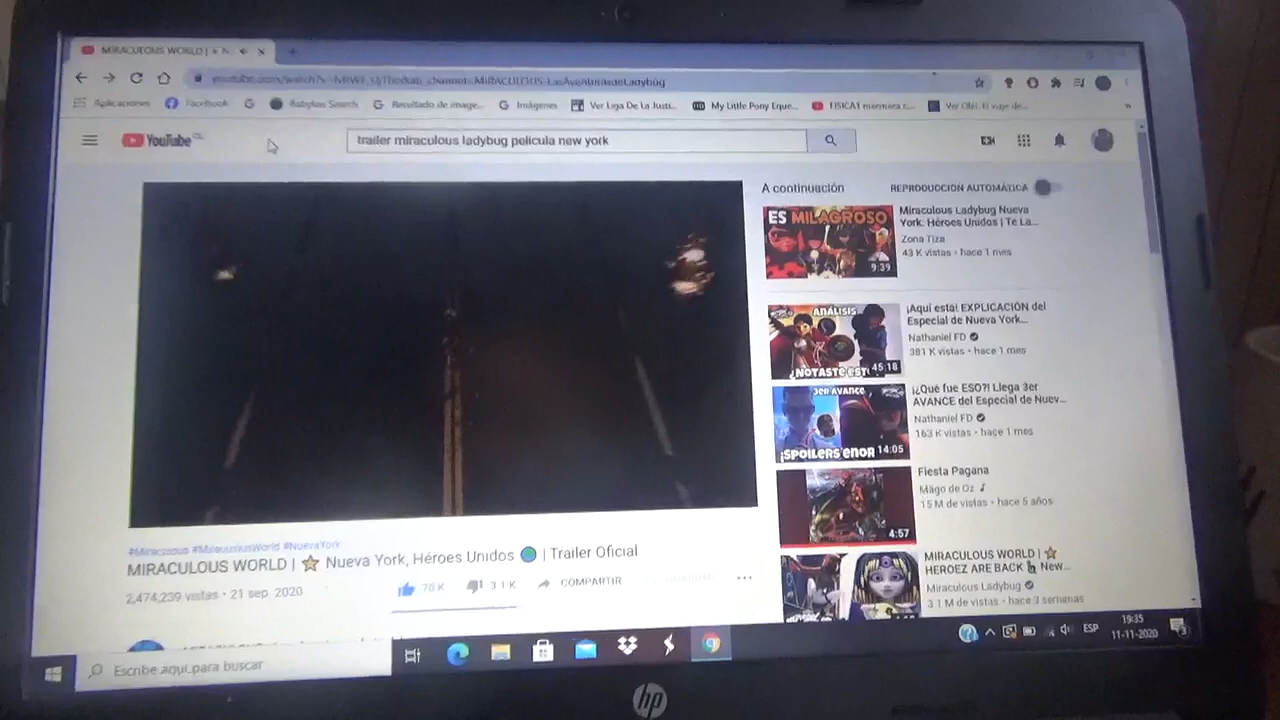 MIRACULOUS WORLD |
Aplicaciones Facebook Babylon Search Resultado de image... Imágenes Ver Liga De La Justi... My Little Pony Eque... Ver
YouTube CL
trailer miraculous ladybug pelicula new york
A continuación REPRODUCCIÓN AUTOMÁTICA
ES MILAGROSO
9:39
Miraculous Ladybug Nueva
York: Héroes Unidos | Te La...
Zona Tiza
43 K vistas • hace 1 mes
ANÁLISIS
¿NOTASTE EST
45:18
¡Aquí está! EXPLICACIÓN del
Especial de Nueva York...
Nathaniel FD
381 K vistas • hace 1 mes
3ER AVANCE
¡SPOILERS ENOR
14:05
¡¿Qué fue ESO?! Llega 3er
AVANCE del Especial de Nuev...
Nathaniel FD
163 K vistas • hace 1 mes
4:57
Fiesta Pagana
Mägo de Oz
15 M de vistas • hace 5 años
MIRACULOUS WORLD |
HEROEZ ARE BACK New...
Miraculous Ladybug
3.1 M de vistas • hace 3 semanas
#Miraculous #MiraculousWorld #NuevaYork
MIRACULOUS WORLD | Nueva York, Héroes Unidos | Trailer Oficial
2,474,239 vistas • 21 sep. 2020
76 K 3.1 K COMPARTIR
Escribe aquí para buscar
ESP
19:35
11-11-2020
3
hp